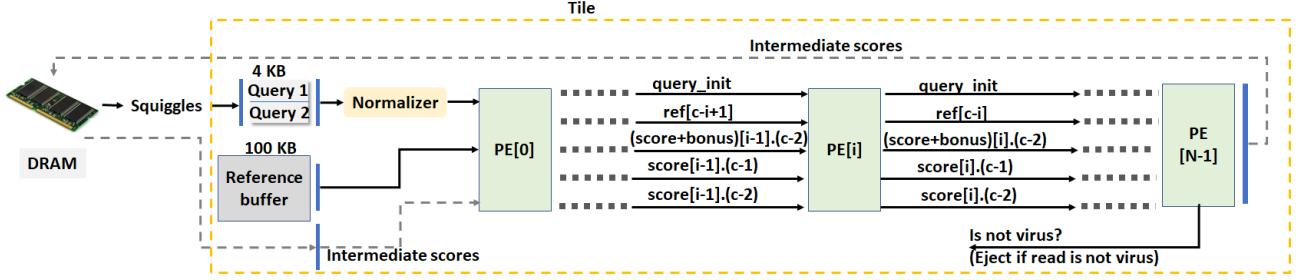 Tile
Intermediate scores
4 KB
Query 1
Query 2
Squiggles
Normalizer
DRAM
100 KB
Reference
buffer
Intermediate scores
PE[0]
query_init
ref[c-i+1]
(score+bonus)[i-1].(c-2)
score[i-1].(c-1)
score[i-1].(c-2)
PE[i]
query_init
ref[c-i]
(score+bonus)[i].(c-2)
score[i].(c-1)
score[i].(c-2)
PE
[N-1]
Is not virus?
(Eject if read is not virus)